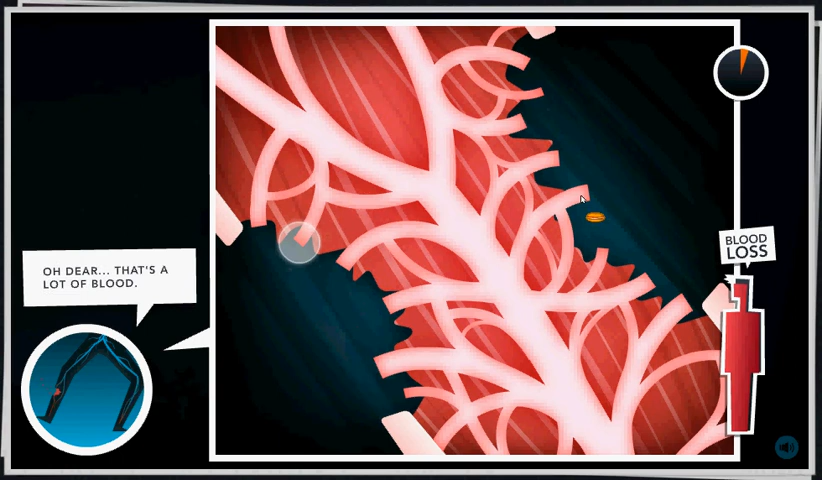 OH DEAR... THAT'S A
LOT OF BLOOD.
BLOOD
LOSS